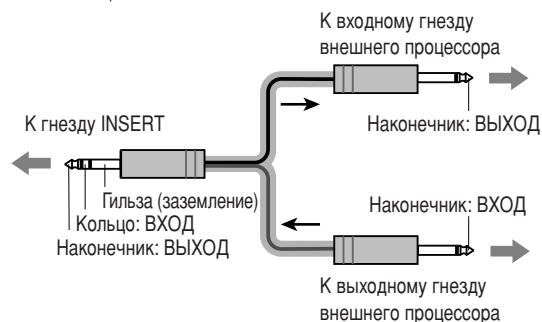 К входному гнезду
внешнего процессора
Наконечник: ВЫХОД
К гнезду INSERT
Гильза (заземление)
Кольцо: ВХОД
Наконечник: ВЫХОД
Наконечник: ВХОД
К выходному гнезду
внешнего процессора